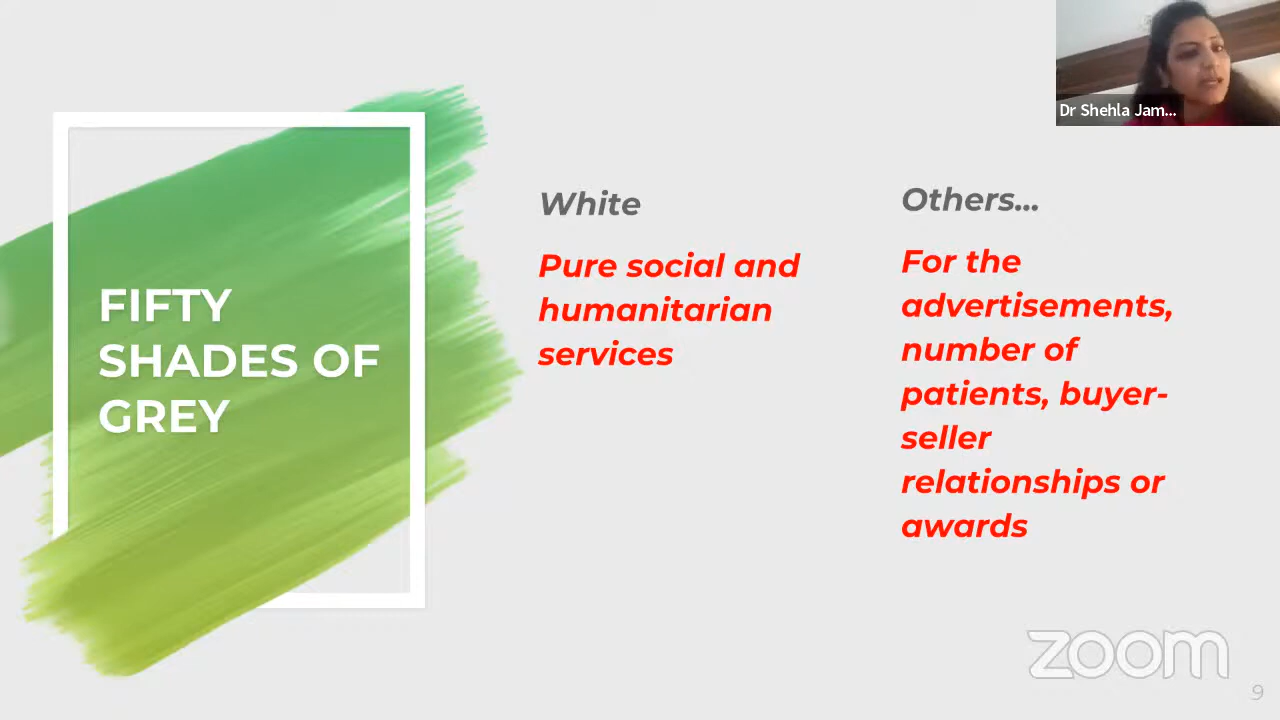 Dr Shehla Jam...
FIFTY
SHADES OF
GREY
White
Pure social and
humanitarian
services
Others...
For the
advertisements,
number of
patients, buyer-
seller
relationships or
awards
zoom
9